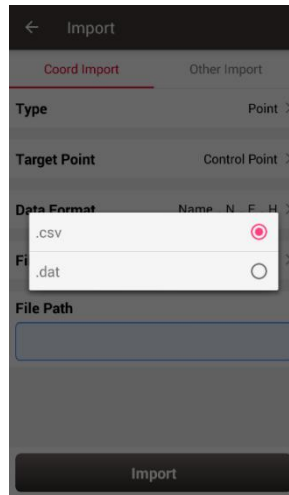 ← Import
Coord Import Other Import
Type Point >
Target Point Control Point >
Data Format Name , N , E , H
.csv
Fi
.dat
File Path
Import